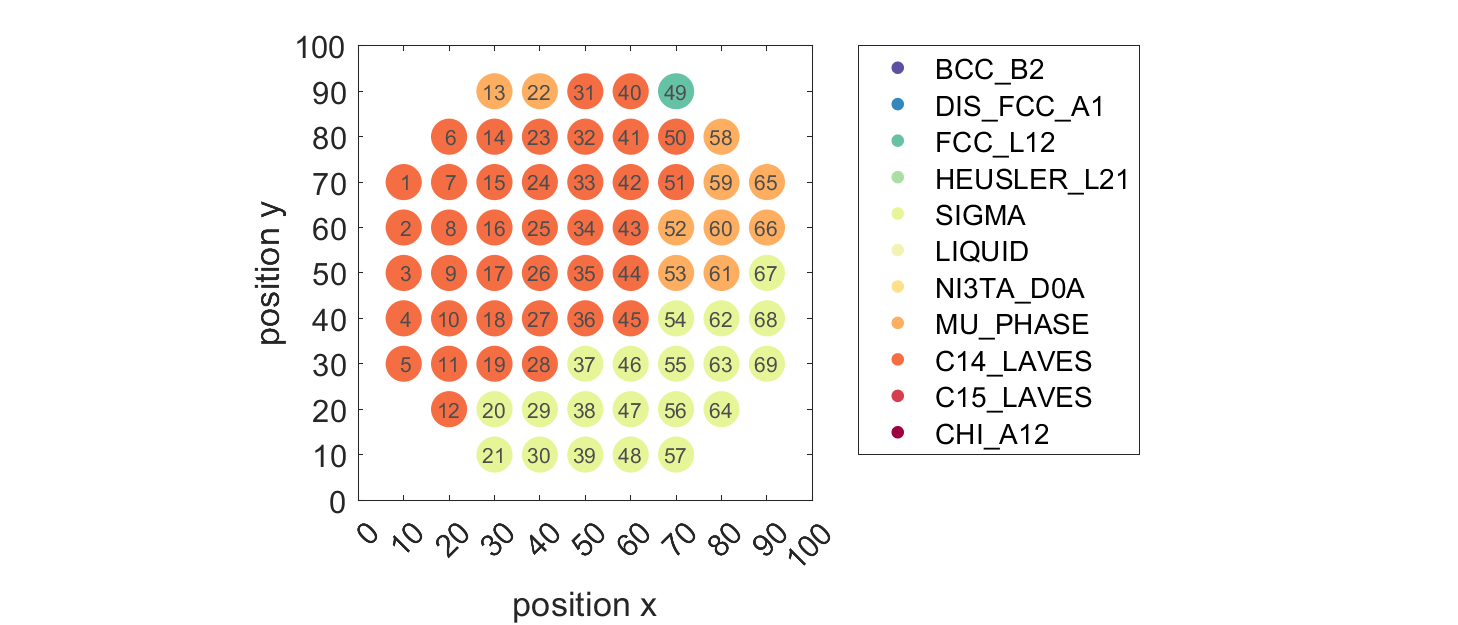 100
90 13 22 31 40 49
80 6 14 23 32 41 50 58
70 1 7 15 24 33 42 51 59 65
60 2 8 16 25 34 43 52 60 66
50 3 9 17 26 35 44 53 61 67
40 4 10 18 27 36 45 54 62 68
30 5 11 19 28 37 46 55 63 69
20 12 20 29 38 47 56 64
10 21 30 39 48 57
0
0 10 20 30 40 50 60 70 80 90 100
position x
position y
BCC_B2
DIS_FCC_A1
FCC_L12
HEUSLER_L21
SIGMA
LIQUID
NI3TA_D0A
MU_PHASE
C14_LAVES
C15_LAVES
CHI_A12